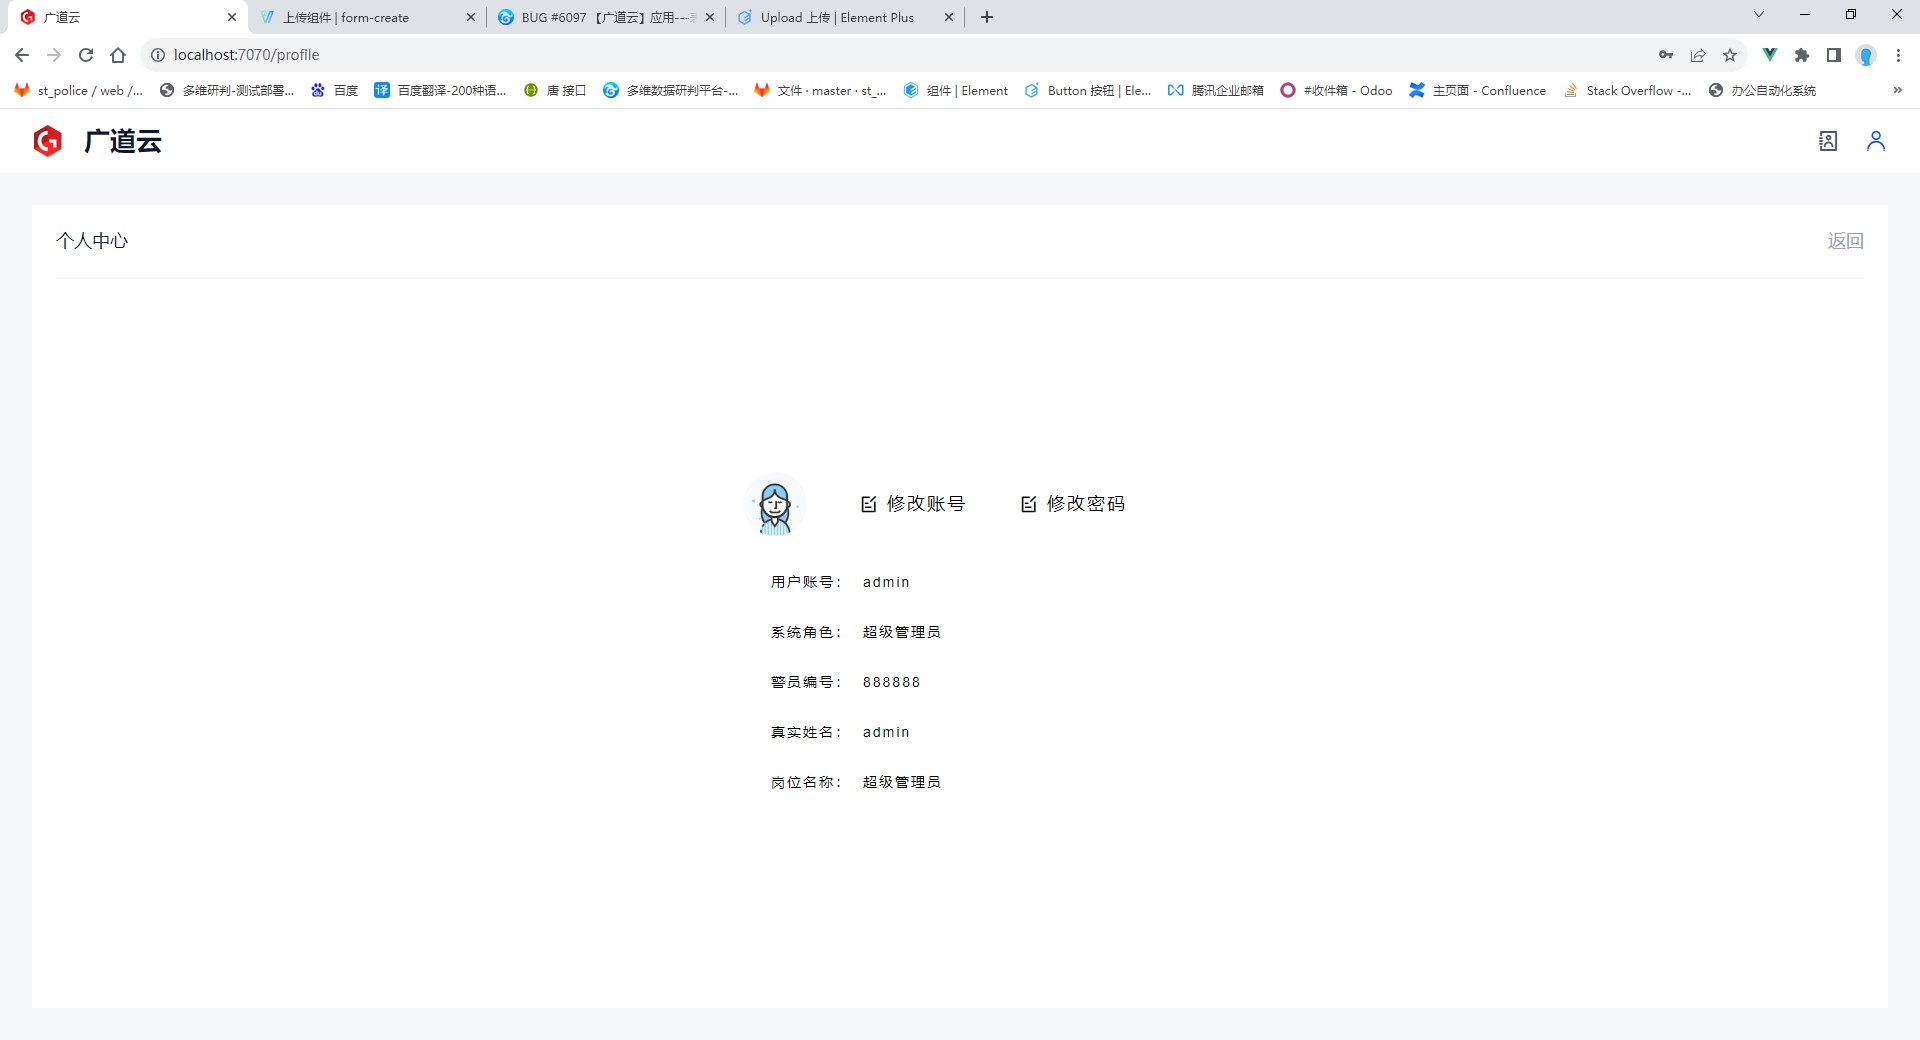 广道云
上传组件 | form-create
BUG #6097 【广道云】应用---
Upload 上传 | Element Plus
localhost:7070/profile
st_police / web /...
多维研判-测试部署...
百度
译 百度翻译-200种语...
唐 接口
多维数据研判平台-...
文件 · master · st_...
组件 | Element
Button 按钮 | Ele...
腾讯企业邮箱
#收件箱 - Odoo
主页面 - Confluence
Stack Overflow -...
办公自动化系统
广道云
个人中心
返回
修改账号
修改密码
用户账号： admin
系统角色： 超级管理员
警员编号： 888888
真实姓名： admin
岗位名称： 超级管理员